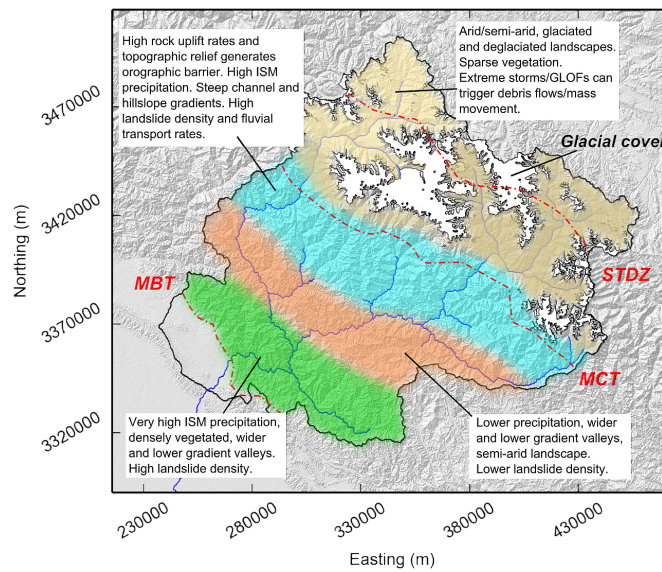 High rock uplift rates and
topographic relief generates
orographic barrier. High ISM
precipitation. Steep channel and
hillslope gradients. High
landslide density and fluvial
transport rates.
Arid/semi-arid, glaciated
and deglaciated landscapes.
Sparse vegetation.
Extreme storms/GLOFs can
trigger debris flows/mass
movement.
Glacial cover
3470000
3420000
3370000
3320000
Northing (m)
MBT
STDZ
MCT
Very high ISM precipitation,
densely vegetated, wider
and lower gradient valleys.
High landslide density.
Lower precipitation, wider
and lower gradient valleys,
semi-arid landscape.
Lower landslide density.
230000
280000
330000
380000
430000
Easting (m)